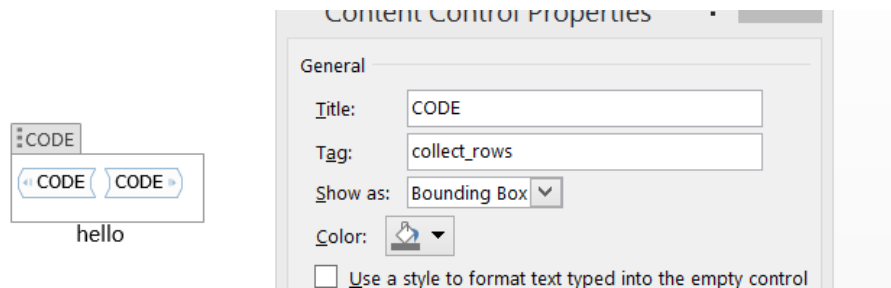 CODE
CODE CODE
hello
Content Control Properties
General
Title: CODE
Tag: collect_rows
Show as: Bounding Box
Color:
Use a style to format text typed into the empty control